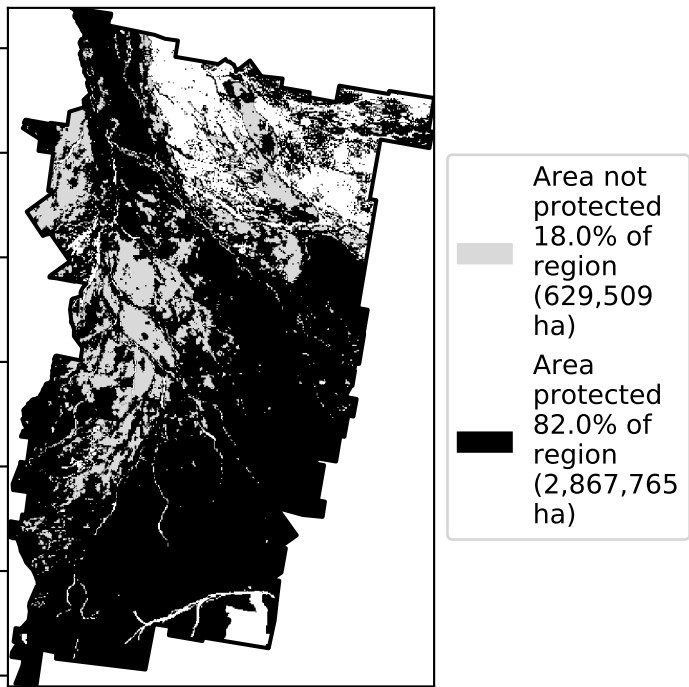 Area not
protected
18.0% of
region
(629,509
ha)
Area
protected
82.0% of
region
(2,867,765
ha)